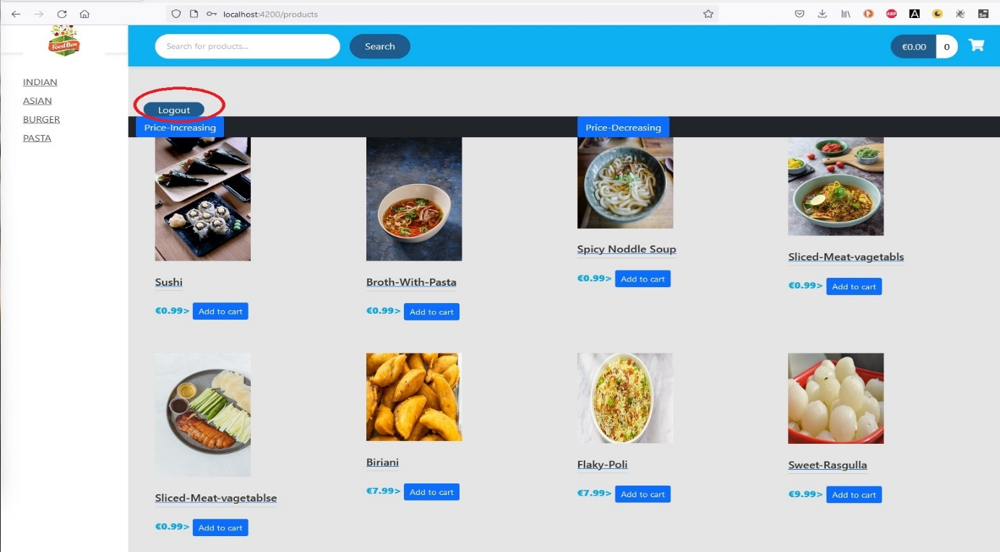 localhost:4200/products
ABP
A
Se
FoodBox
Search for products...
Search
€0.00 0
INDIAN
ASIAN
BURGER
PASTA
Logout
Price-Increasing
Price-Decreasing
Sushi
€0.99> Add to cart
Broth-With-Pasta
€0.99> Add to cart
Spicy Noddle Soup
€0.99> Add to cart
Sliced-Meat-vagetabls
€0.99> Add to cart
Sliced-Meat-vagetablse
€0.99> Add to cart
Biriani
€7.99> Add to cart
Flaky-Poli
€7.99> Add to cart
Sweet-Rasgulla
€9.99> Add to cart